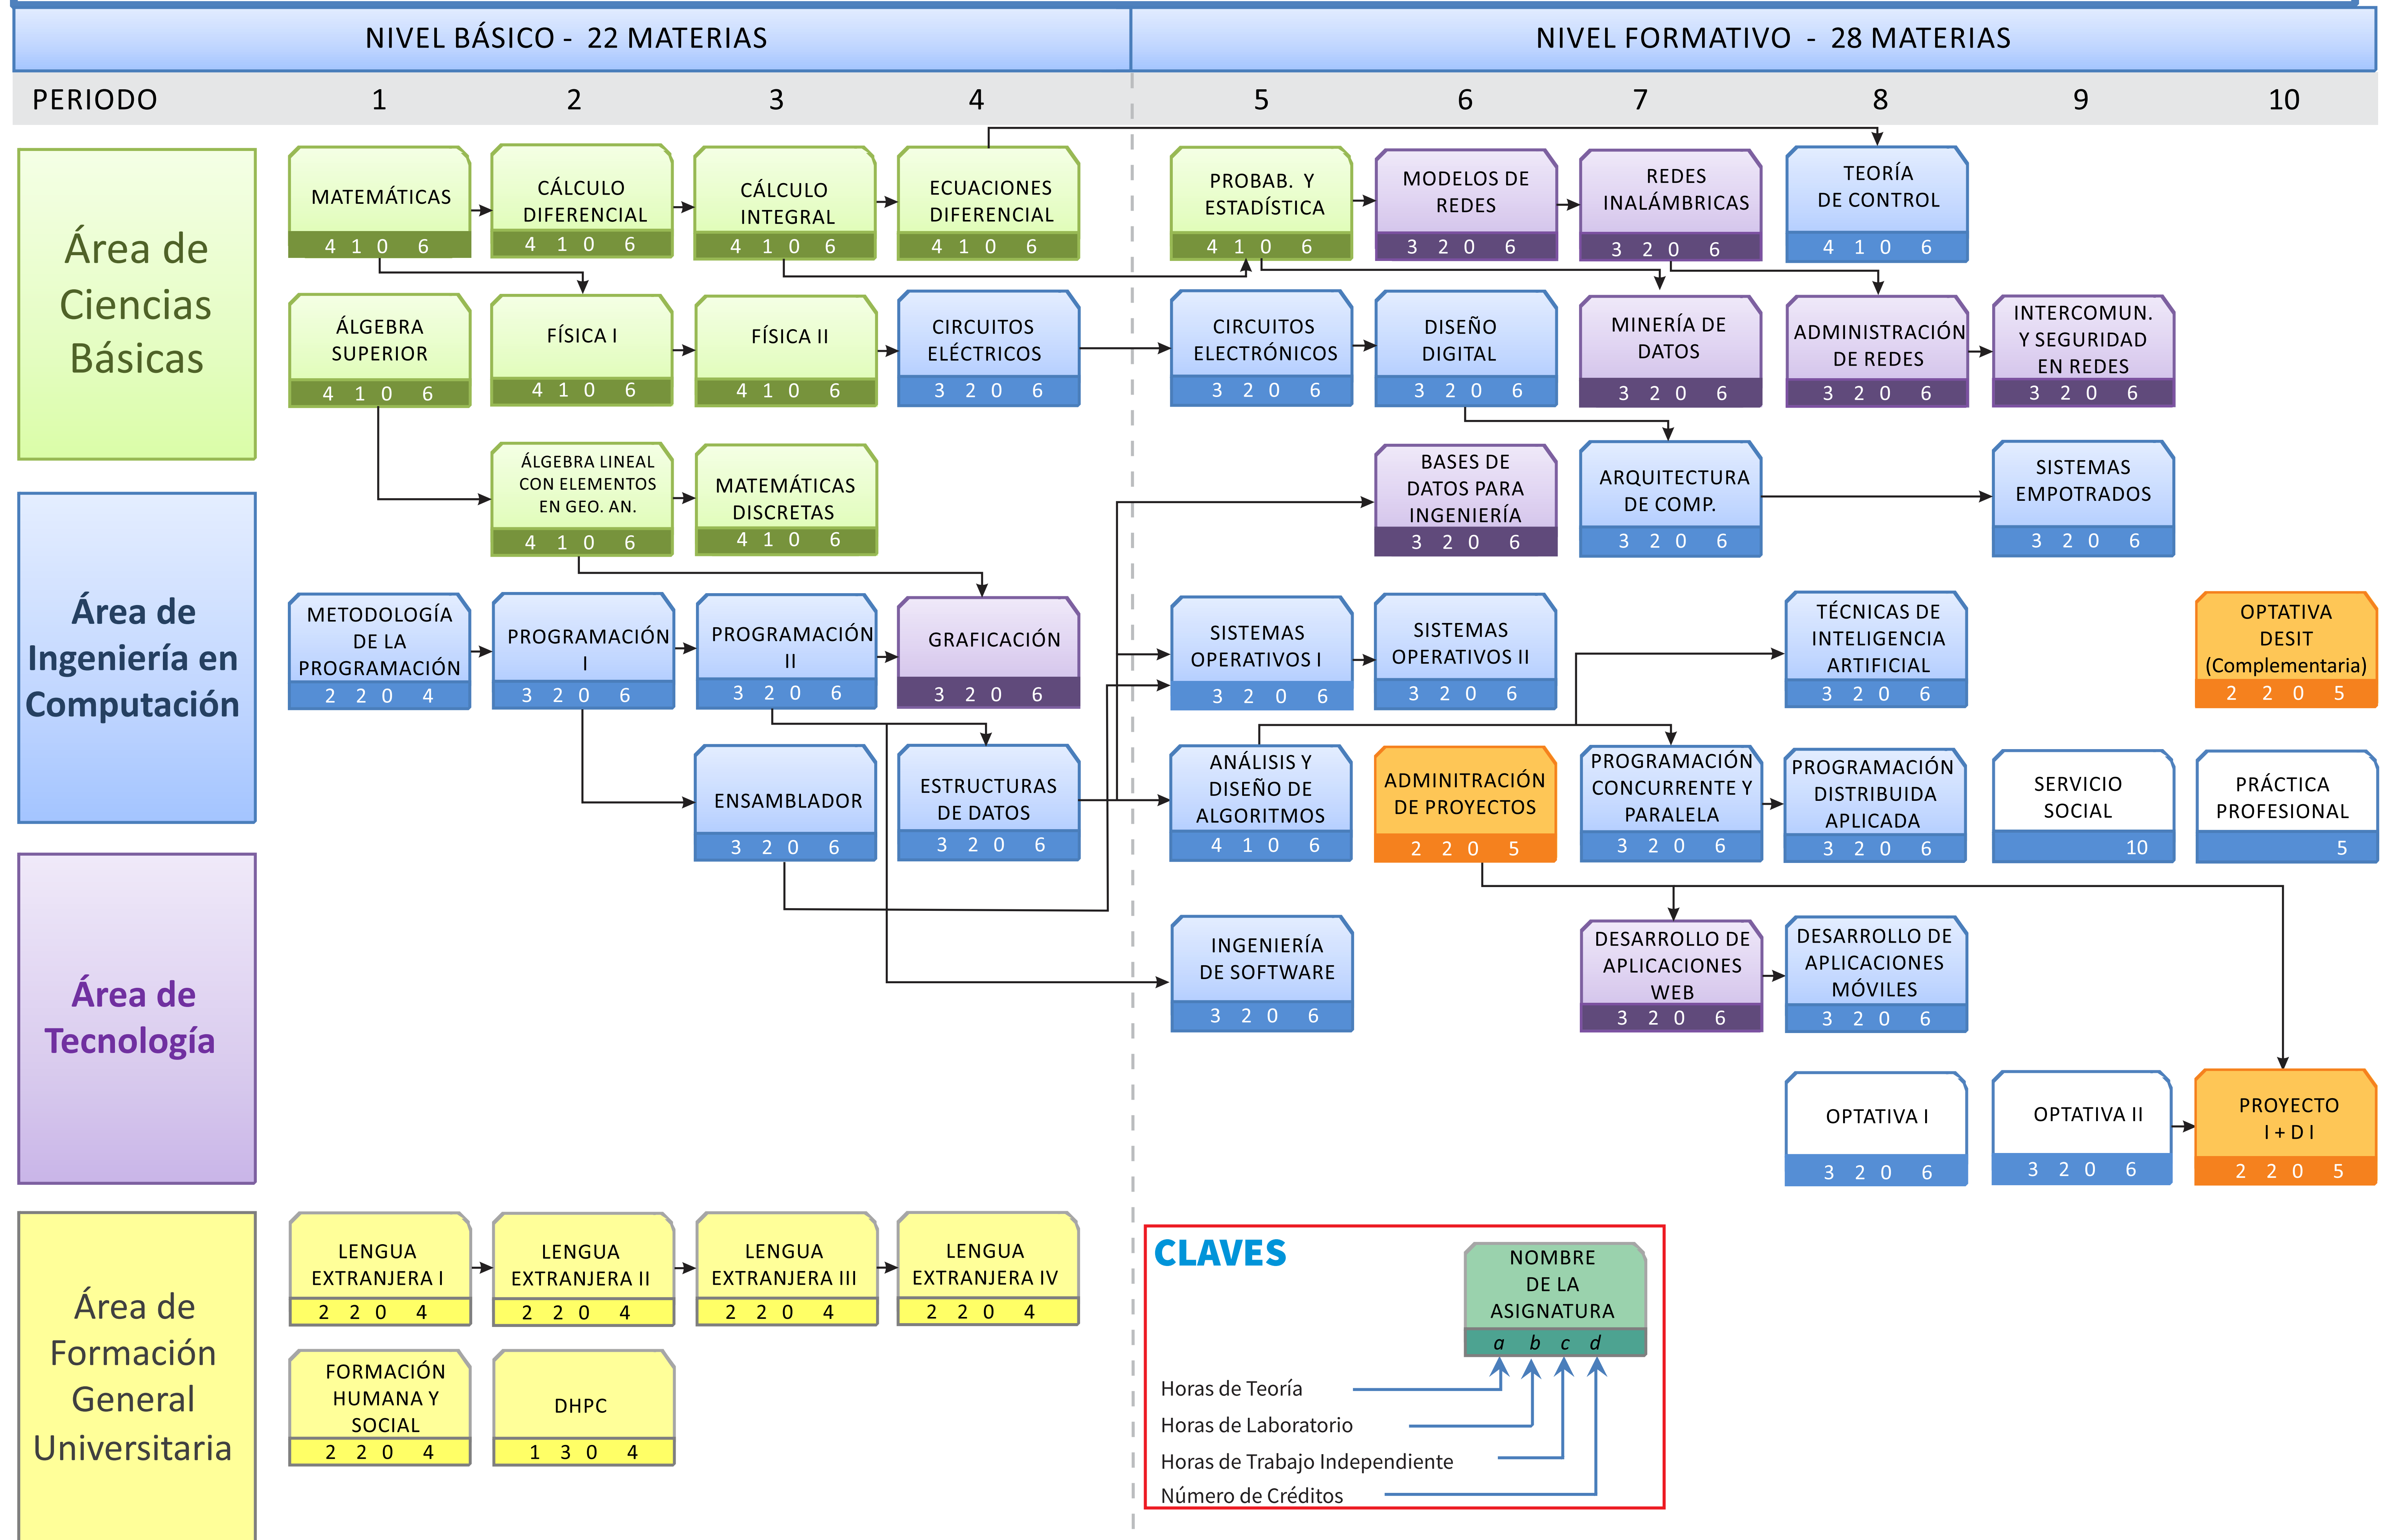 NIVEL BÁSICO - 22 MATERIAS
NIVEL FORMATIVO - 28 MATERIAS
PERIODO 1 2 3 4 5 6 7 8 9 10
Área de
Ciencias
Básicas
MATEMÁTICAS
4 1 0 6
CÁLCULO
DIFERENCIAL
4 1 0 6
CÁLCULO
INTEGRAL
4 1 0 6
ECUACIONES
DIFERENCIAL
4 1 0 6
PROBAB. Y
ESTADÍSTICA
4 1 0 6
MODELOS DE
REDES
3 2 0 6
REDES
INALÁMBRICAS
3 2 0 6
TEORÍA
DE CONTROL
4 1 0 6
ÁLGEBRA
SUPERIOR
4 1 0 6
FÍSICA I
4 1 0 6
FÍSICA II
4 1 0 6
CIRCUITOS
ELÉCTRICOS
3 2 0 6
CIRCUITOS
ELECTRÓNICOS
3 2 0 6
DISEÑO
DIGITAL
3 2 0 6
MINERÍA DE
DATOS
3 2 0 6
ADMINISTRACIÓN
DE REDES
3 2 0 6
INTERCOMUN.
Y SEGURIDAD
EN REDES
3 2 0 6
ÁLGEBRA LINEAL
CON ELEMENTOS
EN GEO. AN.
4 1 0 6
MATEMÁTICAS
DISCRETAS
4 1 0 6
BASES DE
DATOS PARA
INGENIERÍA
3 2 0 6
ARQUITECTURA
DE COMP.
3 2 0 6
SISTEMAS
EMPOTRADOS
3 2 0 6
Área de
Ingeniería en
Computación
METODOLOGÍA
DE LA
PROGRAMACIÓN
2 2 0 4
PROGRAMACIÓN
I
3 2 0 6
PROGRAMACIÓN
II
3 2 0 6
GRAFICACIÓN
3 2 0 6
SISTEMAS
OPERATIVOS I
3 2 0 6
SISTEMAS
OPERATIVOS II
3 2 0 6
TÉCNICAS DE
INTELIGENCIA
ARTIFICIAL
3 2 0 6
OPTATIVA
DESIT
(Complementaria)
2 2 0 5
ENSAMBLADOR
3 2 0 6
ESTRUCTURAS
DE DATOS
3 2 0 6
ANÁLISIS Y
DISEÑO DE
ALGORITMOS
4 1 0 6
ADMINITRACIÓN
DE PROYECTOS
2 2 0 5
PROGRAMACIÓN
CONCURRENTE Y
PARALELA
3 2 0 6
PROGRAMACIÓN
DISTRIBUIDA
APLICADA
3 2 0 6
SERVICIO
SOCIAL
10
PRÁCTICA
PROFESIONAL
5
Área de
Tecnología
INGENIERÍA
DE SOFTWARE
3 2 0 6
DESARROLLO DE
APLICACIONES
WEB
3 2 0 6
DESARROLLO DE
APLICACIONES
MÓVILES
3 2 0 6
OPTATIVA I
3 2 0 6
OPTATIVA II
3 2 0 6
PROYECTO
I + D I
2 2 0 5
Área de
Formación
General
Universitaria
LENGUA
EXTRANJERA I
2 2 0 4
LENGUA
EXTRANJERA II
2 2 0 4
LENGUA
EXTRANJERA III
2 2 0 4
LENGUA
EXTRANJERA IV
2 2 0 4
FORMACIÓN
HUMANA Y
SOCIAL
2 2 0 4
DHPC
1 3 0 4
CLAVES
NOMBRE
DE LA
ASIGNATURA
a b c d
Horas de Teoría
Horas de Laboratorio
Horas de Trabajo Independiente
Número de Créditos